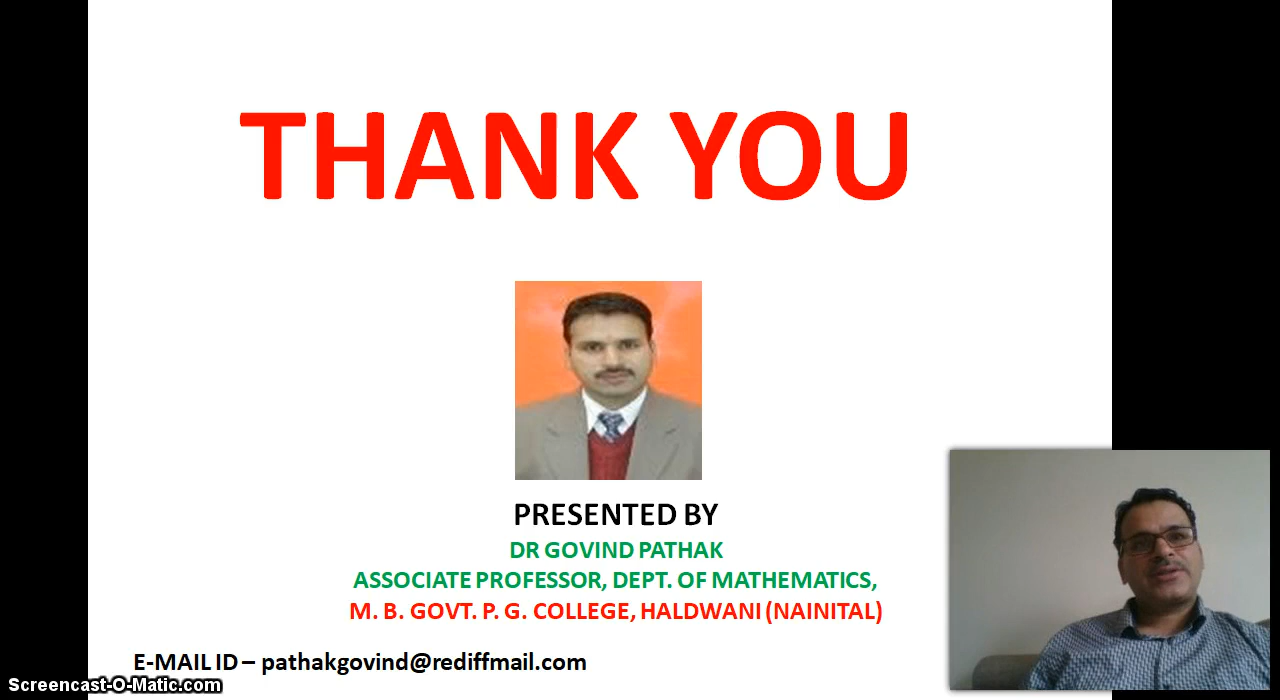 THANK YOU
PRESENTED BY
DR GOVIND PATHAK
ASSOCIATE PROFESSOR, DEPT. OF MATHEMATICS,
M. B. GOVT. P. G. COLLEGE, HALDWANI (NAINITAL)
E-MAIL ID – pathakgovind@rediffmail.com
Screencast-O-Matic.com